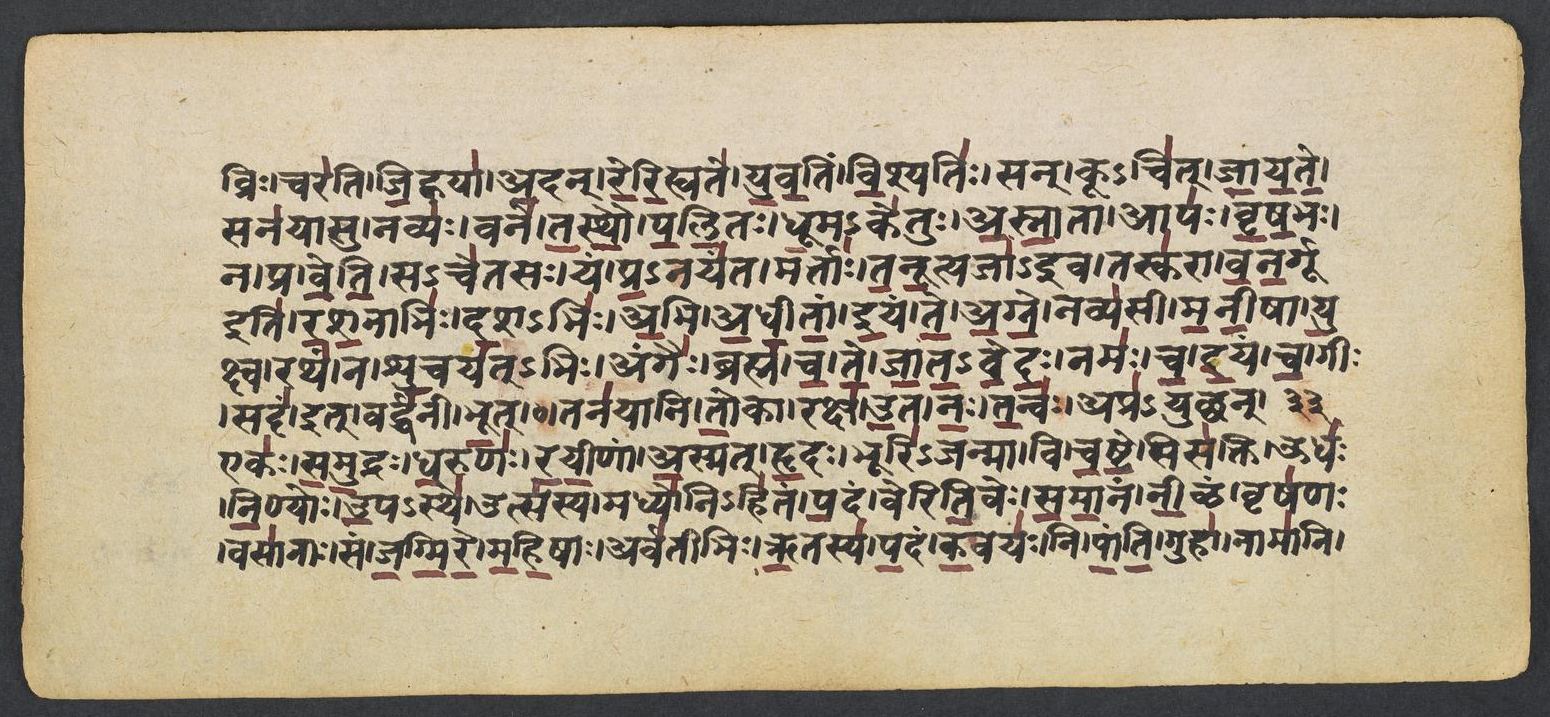 व्रिः।चरति।जिह्वया।अदन्।रेरिह्यते।युवतिं।विश्पतिः।सन्।कूऽचित्।जायते।
सनयासु।नव्यः।वने।तस्थौ।पलितः।धूमऽकेतुः।अस्नाता।आपः।वृषभः।
न।प्र।वेति।सऽचेतसः।यं।प्रऽनयंत।मर्ताः।तनूत्यजाऽइव।तस्करा।वनर्गू
इति।रशनाभिः।दशऽभिः।अभि।अधीतां।इयं।ते।अग्ने।नव्यसी।मनीषा।यु
क्ष्व।रथं।न।शुचयत्ऽभिः।अंगैः।ब्रह्म।च।ते।जातऽवेदः।नमः।च।इयं।च।गीः
।सदं।इत्।वर्द्धनी।भूत्।७।तनयानि।तोका।रक्ष।उत।नः।तन्वः।अप्रऽयुछन्। ३३
एकः।समुद्रः।धरुणः।रयीणां।अस्मत्।हृदः।भूरिऽजन्मा।वि।चष्टे।सिसक्ति।ऊधः
।निण्योः।उपऽस्थे।उत्सस्य।मध्ये।निऽहितं।पदं।वेरिति।वेः।समानं।नीळं।वृषणः
।वसानाः।सं।जग्मिरे।महिषाः।अर्वतीभिः।ऋतस्य।पदं।कवयः।नि।पांति।गुहा।नामानि।